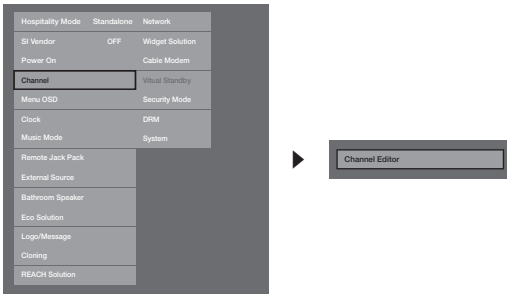 Hospitality Mode Standalone Network
SI Vendor OFF Widget Solution
Power On Cable Modem
Channel Vitual Standby
Menu OSD Security Mode
Clock DRM
Music Mode System
Remote Jack Pack
External Source
Bathroom Speaker
Eco Solution
Logo/Message
Cloning
REACH Solution
Channel Editor